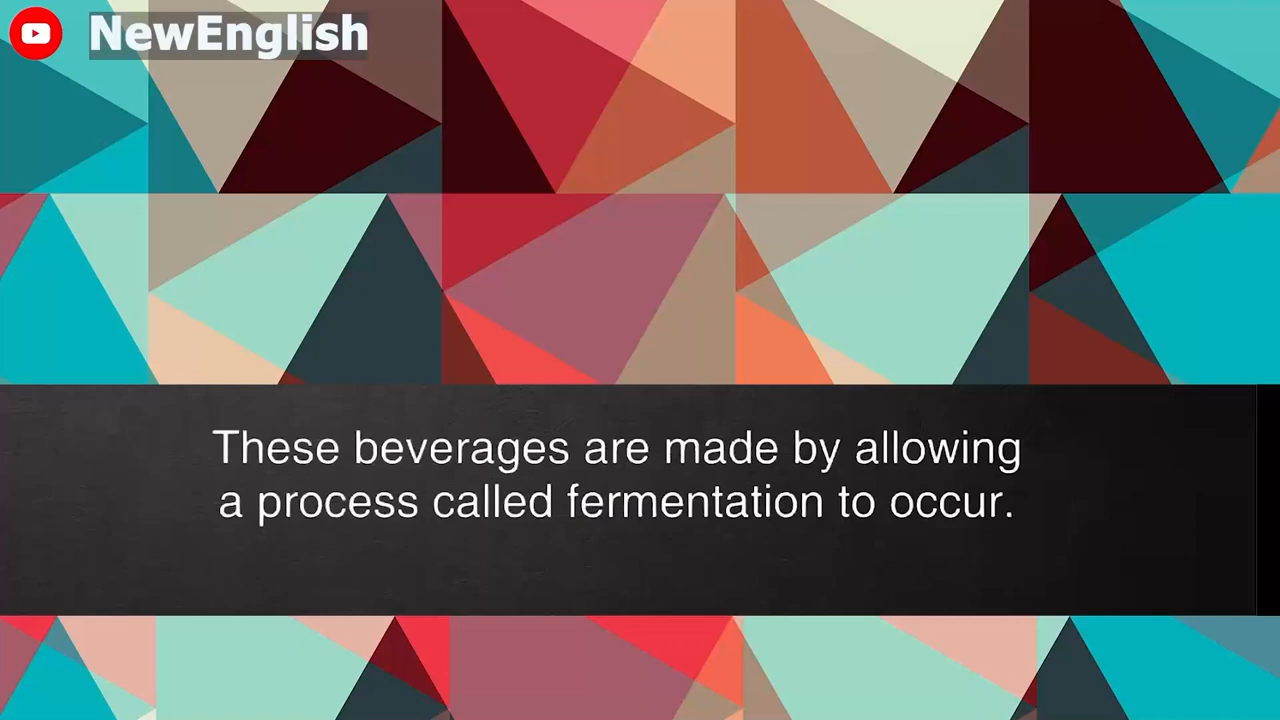 NewEnglish
These beverages are made by allowing
a process called fermentation to occur.